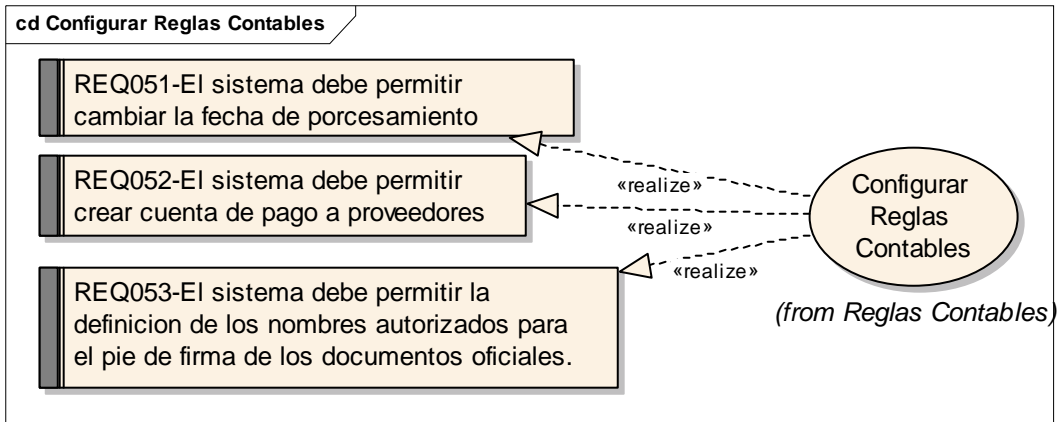 cd Configurar Reglas Contables
REQ051-El sistema debe permitir
cambiar la fecha de porcesamiento
REQ052-El sistema debe permitir
crear cuenta de pago a proveedores
REQ053-El sistema debe permitir la
definicion de los nombres autorizados para
el pie de firma de los documentos oficiales.
«realize»
«realize»
«realize»
Configurar
Reglas
Contables
(from Reglas Contables)